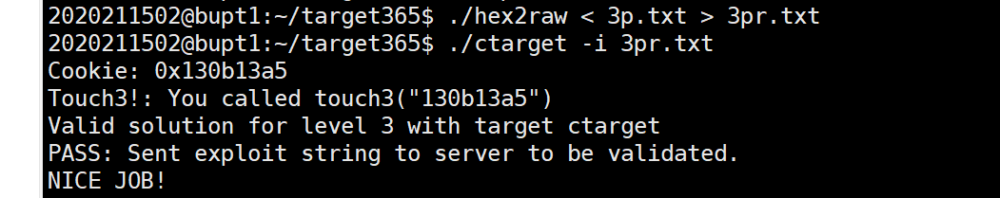 2020211502@bupt1:~/target365$ ./hex2raw < 3p.txt > 3pr.txt
2020211502@bupt1:~/target365$ ./ctarget -i 3pr.txt
Cookie: 0x130b13a5
Touch3!: You called touch3("130b13a5")
Valid solution for level 3 with target ctarget
PASS: Sent exploit string to server to be validated.
NICE JOB!